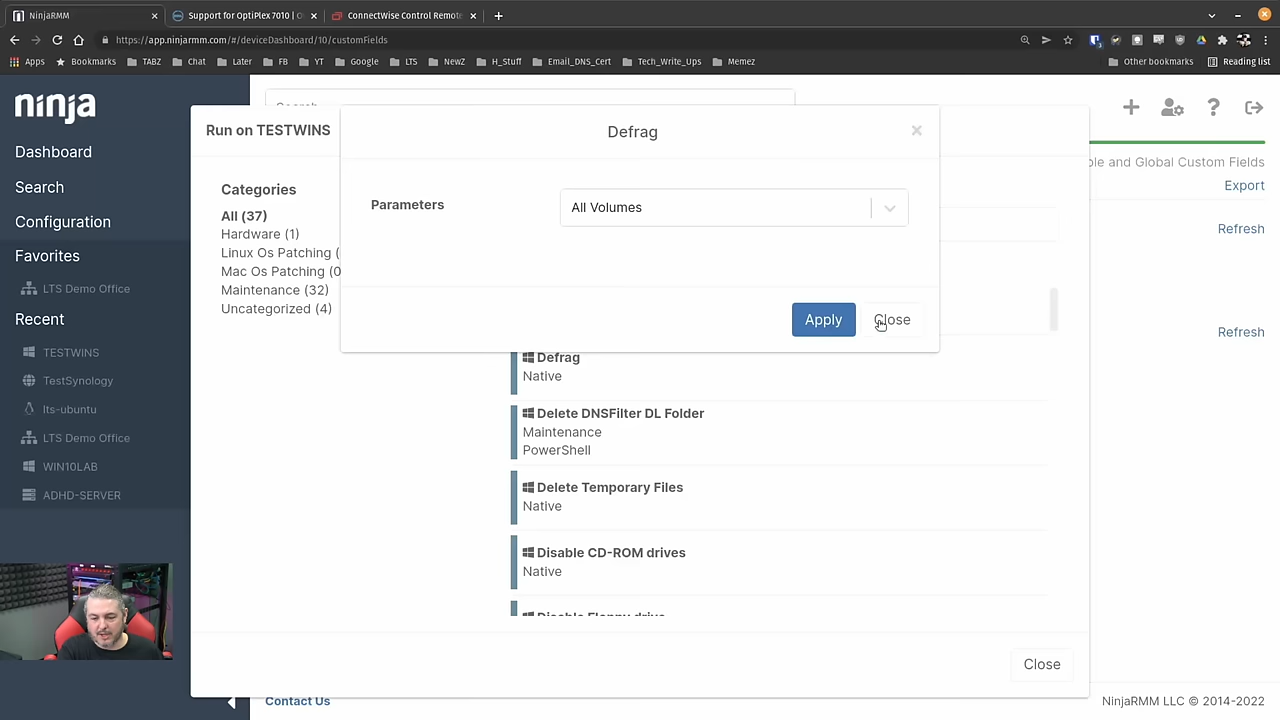 NinjaRMM
Support for OptiPlex 7010 | O
ConnectWise Control Remote
https://app.ninjarmm.com/#/deviceDashboard/10/customFields
Apps
Bookmarks
TABZ
Chat
Later
FB
YT
Google
LTS
NewZ
H_Stuff
Email_DNS_Cert
Tech_Write_Ups
Memez
Other bookmarks
Reading list
ninja
Dashboard
Search
Configuration
Favorites
LTS Demo Office
Recent
TESTWINS
TestSynology
lts-ubuntu
LTS Demo Office
WIN10LAB
ADHD-SERVER
Search
Run on TESTWINS
Categories
All (37)
Hardware (1)
Linux Os Patching (
Mac Os Patching (0
Maintenance (32)
Uncategorized (4)
Defrag
Parameters
All Volumes
Apply
Close
Defrag
Native
Delete DNSFilter DL Folder
Maintenance
PowerShell
Delete Temporary Files
Native
Disable CD-ROM drives
Native
Disable Floppy drive
Close
ble and Global Custom Fields
Export
Refresh
Refresh
Contact Us
NinjaRMM LLC © 2014-2022